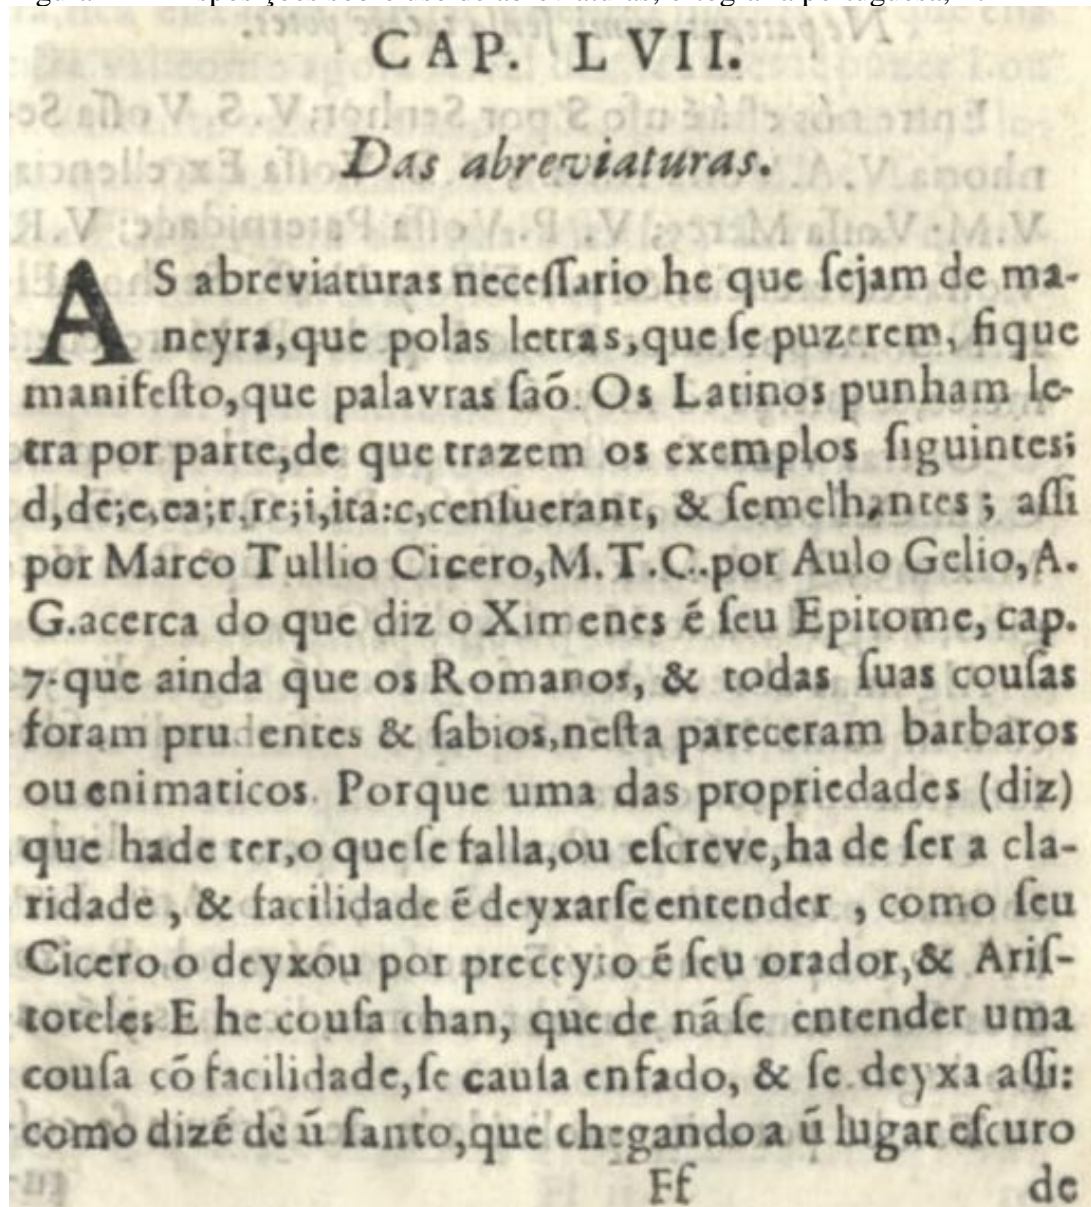 CAP. LVII.
Das abreviaturas.
AS abreviaturas neceſſario he que ſejam de ma-
neyra,que polas letras,que ſe puzerem, fique
manifeſto,que palavras ſaõ. Os Latinos punham le-
tra por parte,de que trazem os exemplos ſiguintes;
d,de;e,ea;r,re;i,ita:c,cenſuerant, & ſemelhantes ; aſſi
por Marco Tullio Cicero,M.T.C.por Aulo Gelio,A.
G.acerca do que diz o Ximenes é ſeu Epitome, cap.
7.que ainda que os Romanos, & todas ſuas couſas
foram prudentes & ſabios,neſta pareceram barbaros
ou enimaticos. Porque uma das propriedades (diz)
que hade ter,o que ſe falla,ou eſcreve,ha de ſer a cla-
ridade , & facilidade é deyxarſe entender , como ſeu
Cicero o deyxou por preceyto é ſeu orador,& Ariſ-
toteles E he couſa chan, que de ná ſe entender uma
couſa cõ facilidade,ſe cauſa enfado, & ſe deyxa aſſi:
como dizé de ú ſanto,que chegando a ú lugar eſcuro
Ff de